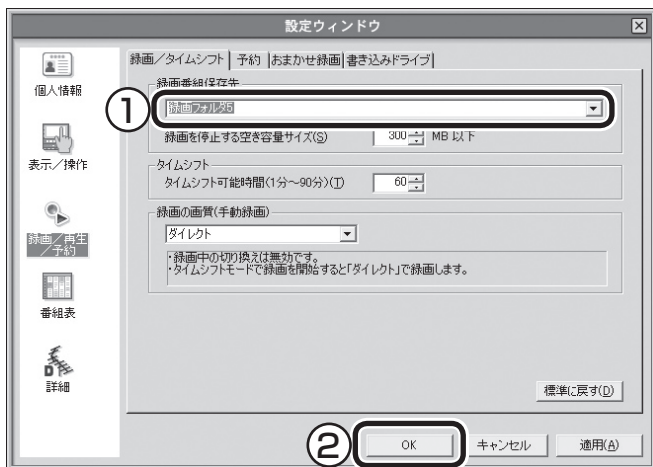 設定ウィンドウ
個人情報
表示／操作
録画／再生
／予約
番組表
詳細
録画／タイムシフト
予約
おまかせ録画
書き込みドライブ
録画番組保存先
①
録画フォルダ5
録画を停止する空き容量サイズ(S)
300
MB 以下
タイムシフト
タイムシフト可能時間(1分～90分)(T)
60
録画の画質(手動録画)
ダイレクト
・録画中の切り換えは無効です。
・タイムシフトモードで録画を開始すると「ダイレクト」で録画します。
標準に戻す(D)
②
OK
キャンセル
適用(A)